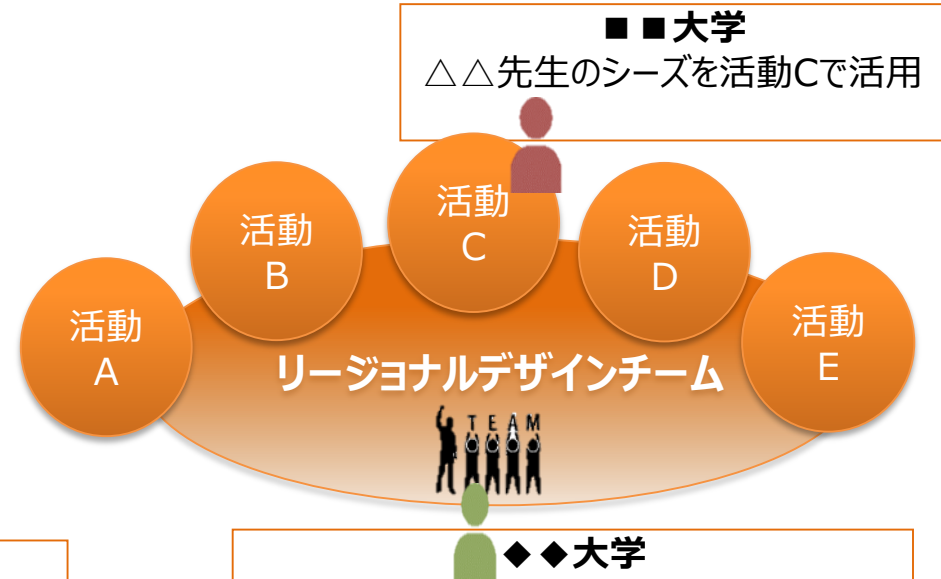 ■ ■大学
△△先生のシーズを活動Cで活用
活動
A
活動
B
活動
C
活動
D
活動
E
リージョナルデザインチーム
TEAM
◆ ◆大学